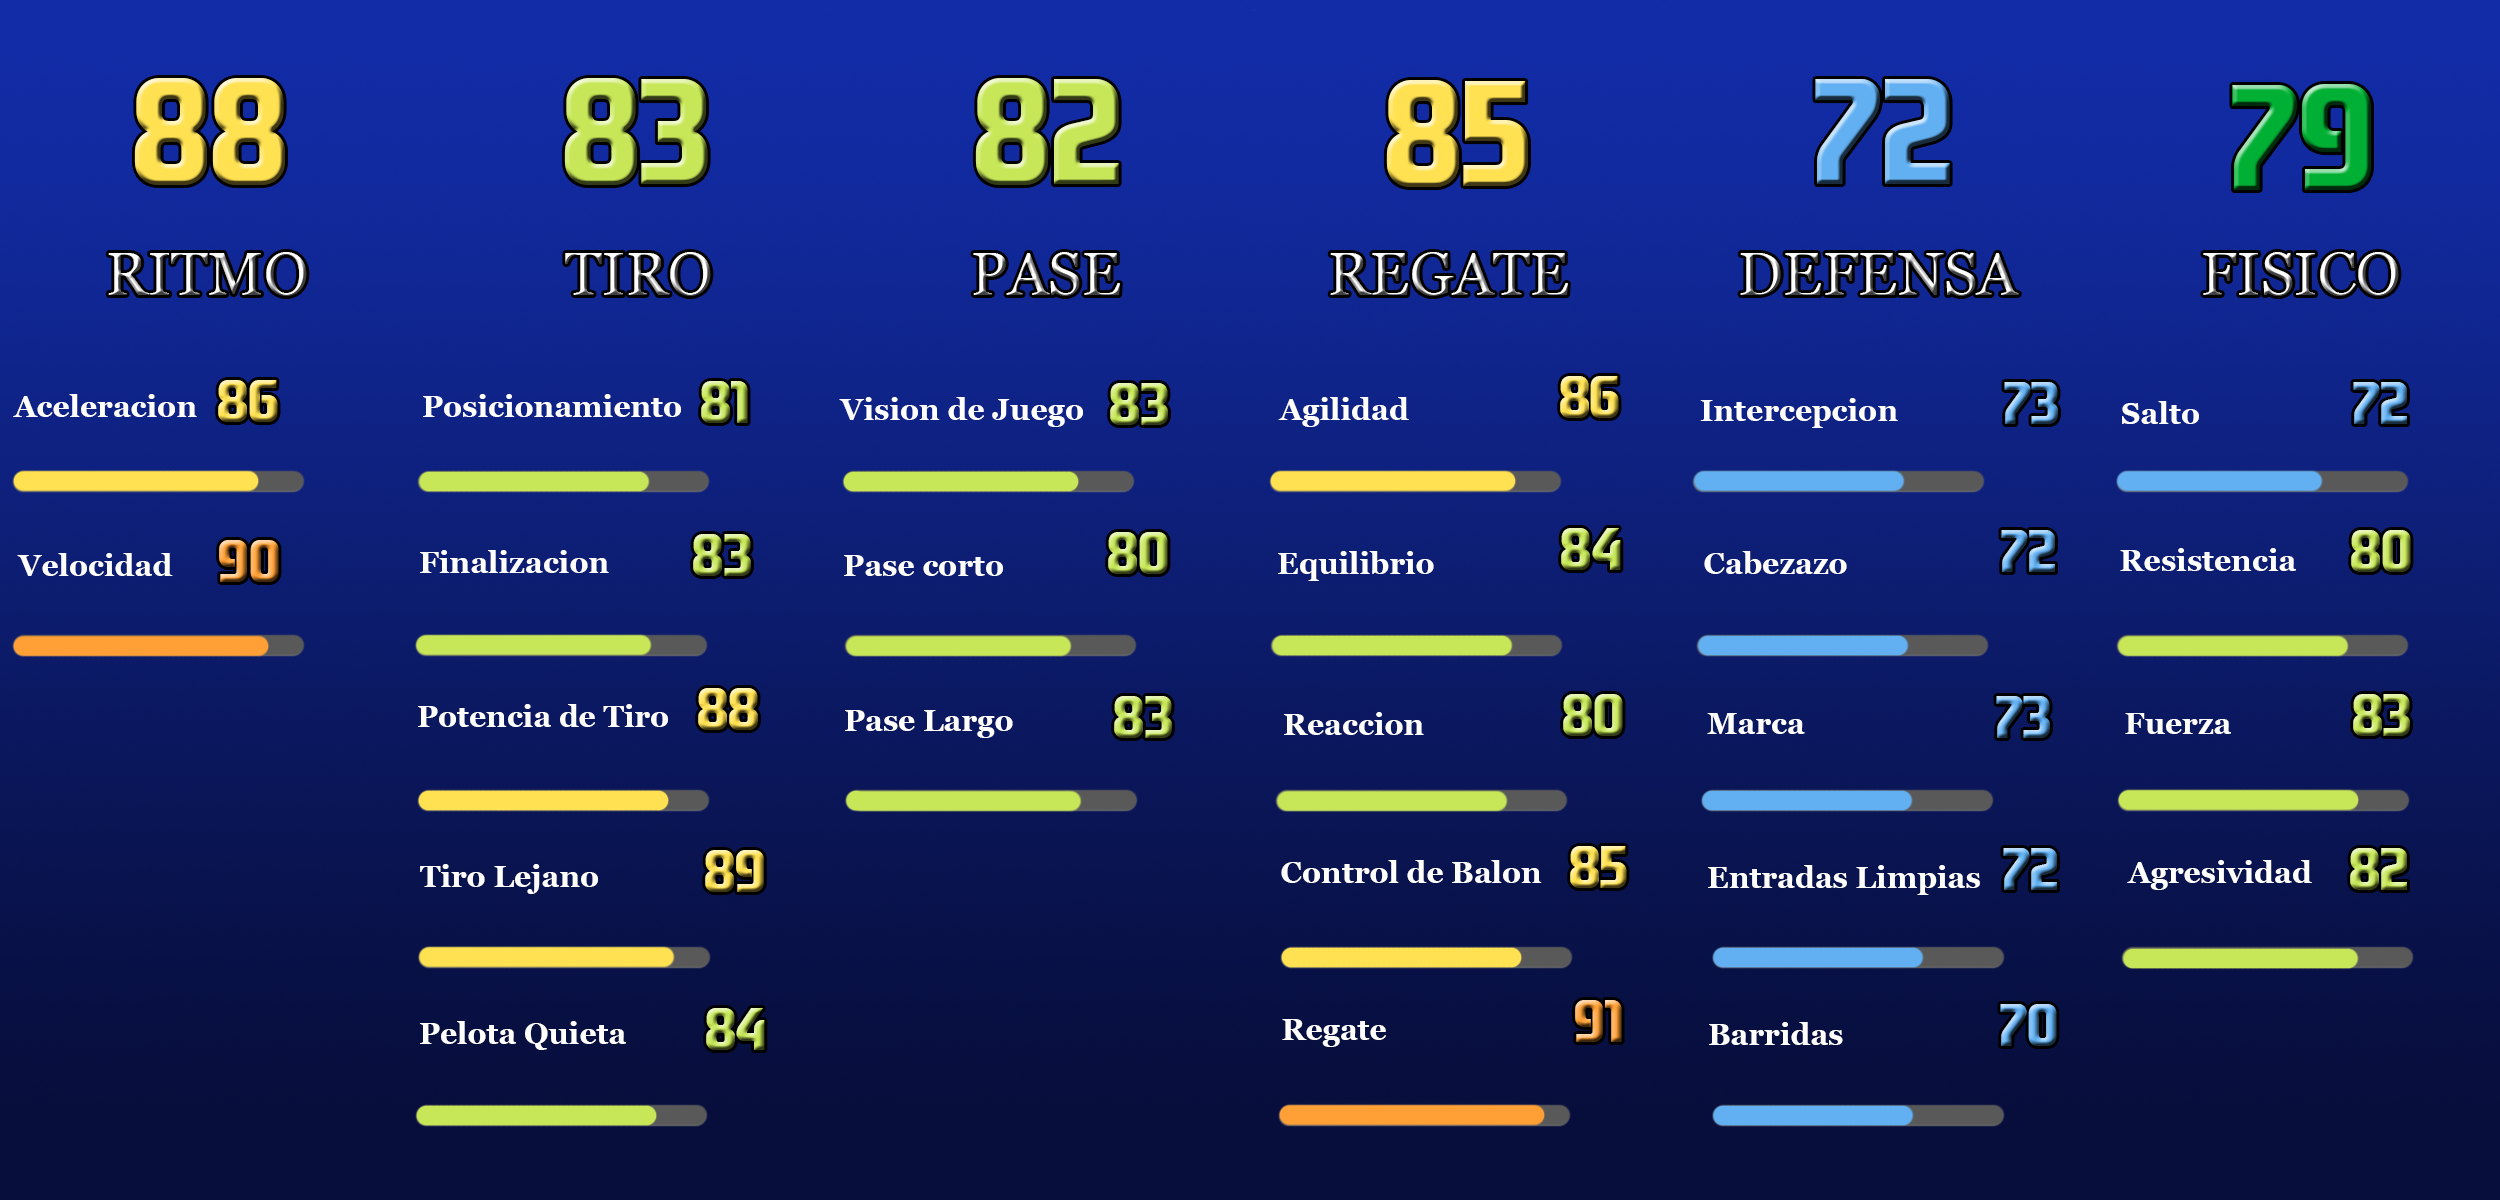 88 83 82 85 72 79
RITMO TIRO PASE REGATE DEFENSA FISICO
Aceleracion 86 Posicionamiento 81 Vision de Juego 83 Agilidad 86 Intercepcion 73 Salto 72
Velocidad 90 Finalizacion 83 Pase corto 80 Equilibrio 84 Cabezazo 72 Resistencia 80
Potencia de Tiro 88 Pase Largo 83 Reaccion 80 Marca 73 Fuerza 83
Tiro Lejano 89 Control de Balon 85 Entradas Limpias 72 Agresividad 82
Pelota Quieta 84 Regate 91 Barridas 70